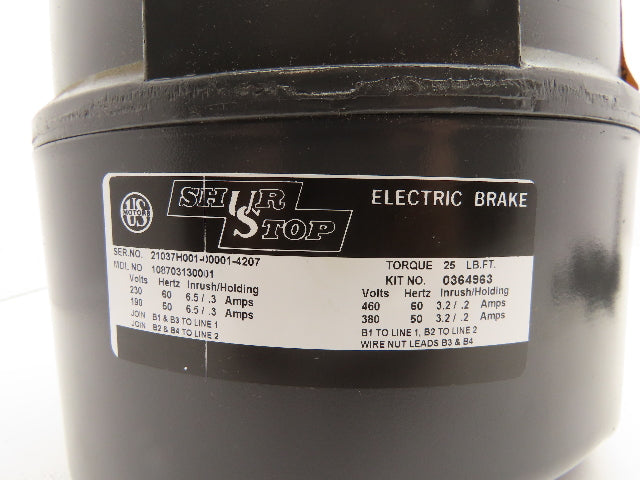 US
MOTORS
SHUR
STOP
ELECTRIC BRAKE
SER.NO. 21037H001-00001-4207
MDL. NO 108703130001
Volts Hertz Inrush/Holding
230 60 6.5 / .3 Amps
190 50 6.5 / .3 Amps
JOIN B1 & B3 TO LINE 1
JOIN B2 & B4 TO LINE 2
TORQUE 25 LB.FT.
KIT NO. 0364963
Volts Hertz Inrush/Holding
460 60 3.2 / .2 Amps
380 50 3.2 / .2 Amps
B1 TO LINE 1, B2 TO LINE 2
WIRE NUT LEADS B3 & B4